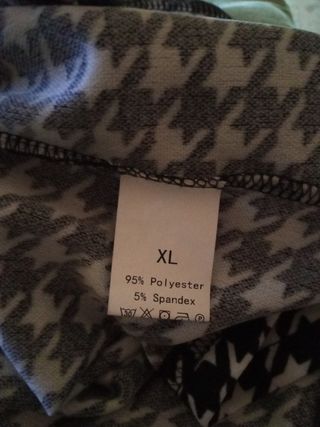 XL
95% Polyester
5% Spandex